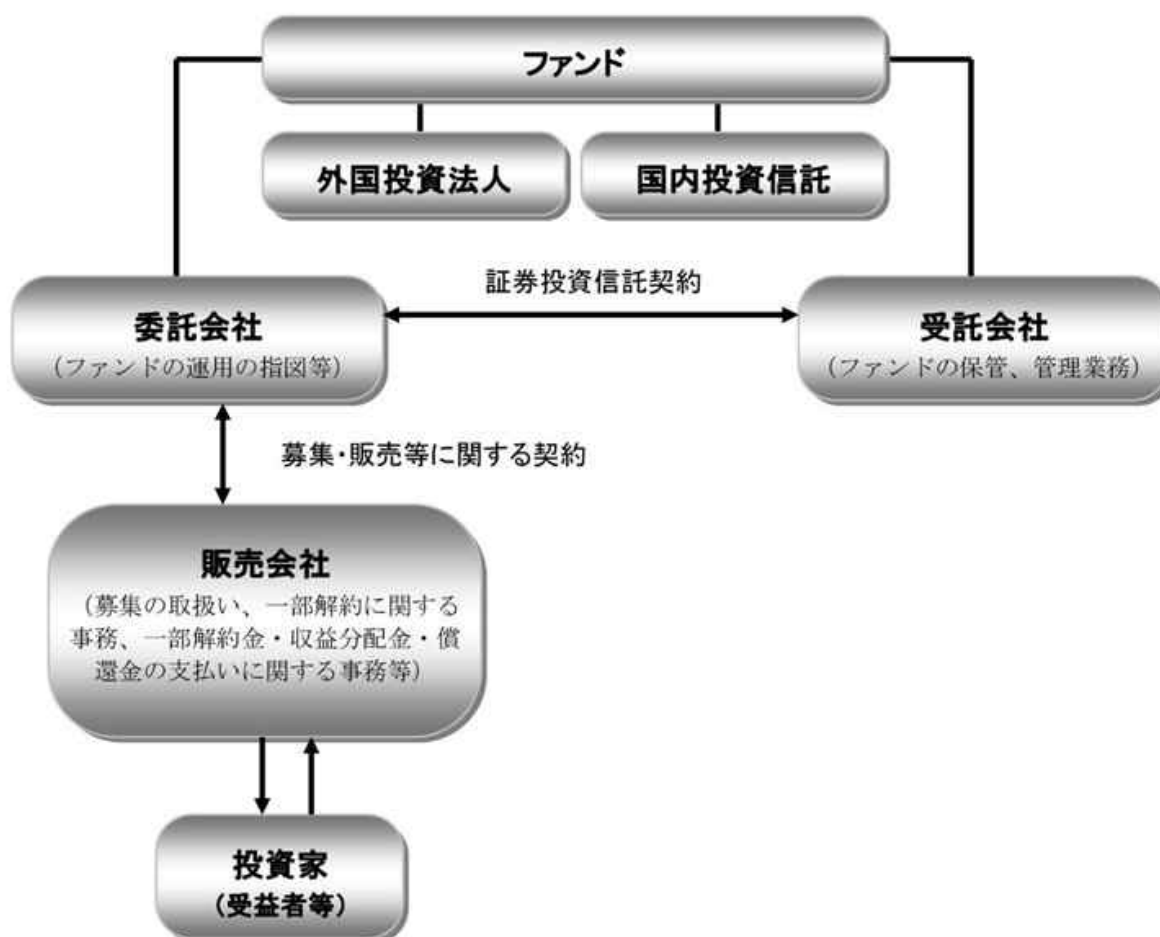 ファンド
外国投資法人
国内投資信託
証券投資信託契約
委託会社
（ファンドの運用の指図等）
受託会社
（ファンドの保管、管理業務）
募集・販売等に関する契約
販売会社
（募集の取扱い、一部解約に関する
事務、一部解約金・収益分配金・償
還金の支払いに関する事務等）
投資家
（受益者等）